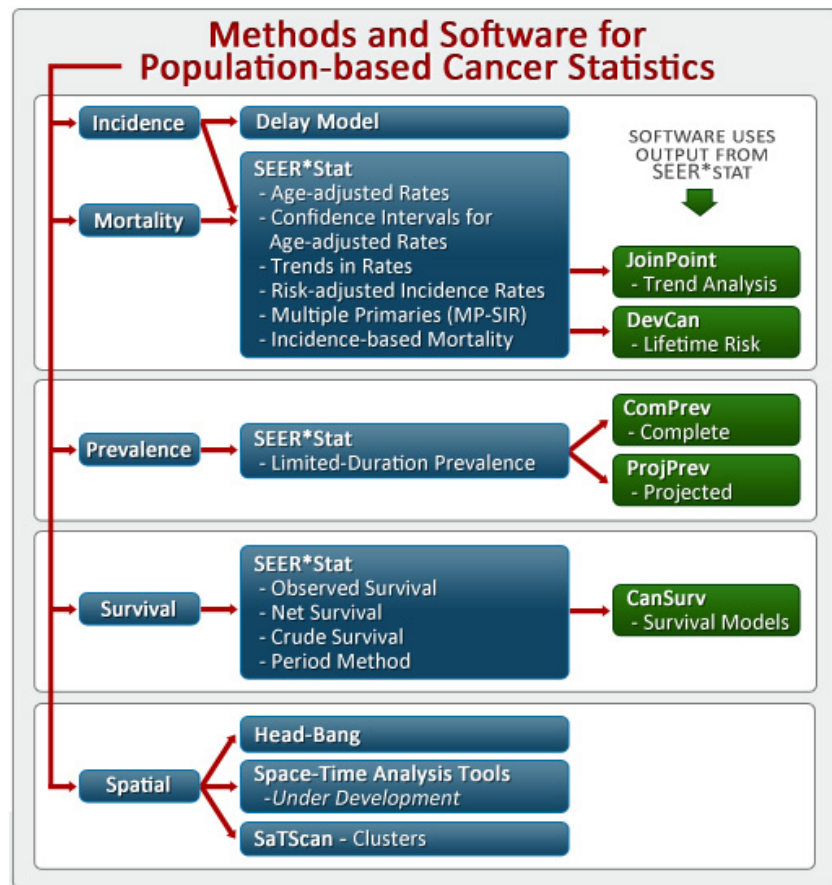 Methods and Software for
Population-based Cancer Statistics
Incidence
Delay Model
SOFTWARE USES
OUTPUT FROM
SEER*STAT
Mortality
SEER*Stat
- Age-adjusted Rates
- Confidence Intervals for
Age-adjusted Rates
- Trends in Rates
- Risk-adjusted Incidence Rates
- Multiple Primaries (MP-SIR)
- Incidence-based Mortality
JoinPoint
- Trend Analysis
DevCan
- Lifetime Risk
Prevalence
SEER*Stat
- Limited-Duration Prevalence
ComPrev
- Complete
ProjPrev
- Projected
Survival
SEER*Stat
- Observed Survival
- Net Survival
- Crude Survival
- Period Method
CanSurv
- Survival Models
Spatial
Head-Bang
Space-Time Analysis Tools
-Under Development
SaTScan - Clusters